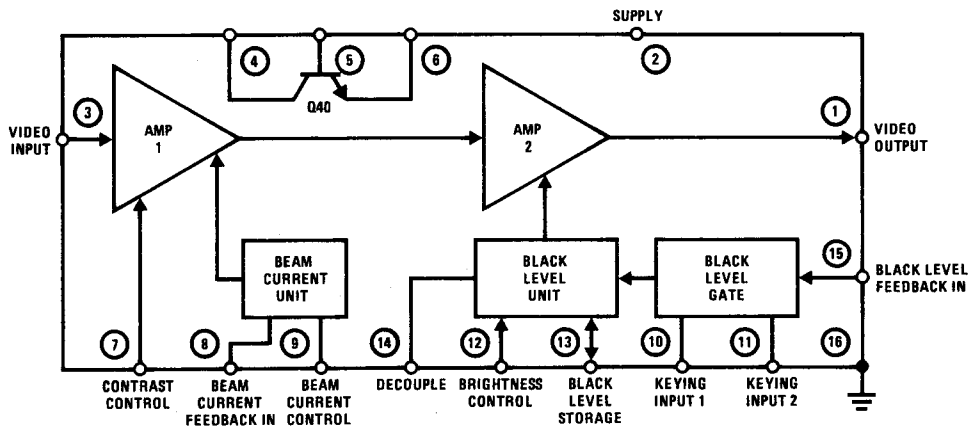 SUPPLY
4
5
6
2
Q40
3
1
VIDEO
INPUT
AMP
1
AMP
2
VIDEO
OUTPUT
BEAM
CURRENT
UNIT
BLACK
LEVEL
UNIT
BLACK
LEVEL
GATE
15
BLACK LEVEL
FEEDBACK IN
7
8
9
14
12
13
10
11
16
CONTRAST
CONTROL
BEAM
CURRENT
FEEDBACK IN
BEAM
CURRENT
CONTROL
DECOUPLE
BRIGHTNESS
CONTROL
BLACK
LEVEL
STORAGE
KEYING
INPUT 1
KEYING
INPUT 2